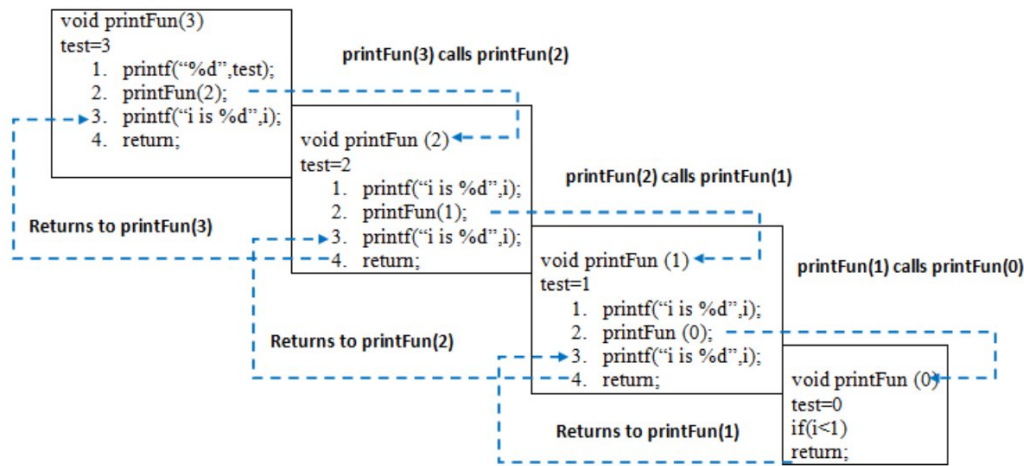 void printFun(3)
test=3
1. printf(“%d”,test);
2. printFun(2);
3. printf(“i is %d”,i);
4. return;
printFun(3) calls printFun(2)
void printFun (2)
test=2
1. printf(“i is %d”,i);
2. printFun(1);
3. printf(“i is %d”,i);
4. return;
Returns to printFun(3)
printFun(2) calls printFun(1)
void printFun (1)
test=1
1. printf(“i is %d”,i);
2. printFun (0);
3. printf(“i is %d”,i);
4. return;
Returns to printFun(2)
printFun(1) calls printFun(0)
void printFun (0)
test=0
if(i<1)
return;
Returns to printFun(1)